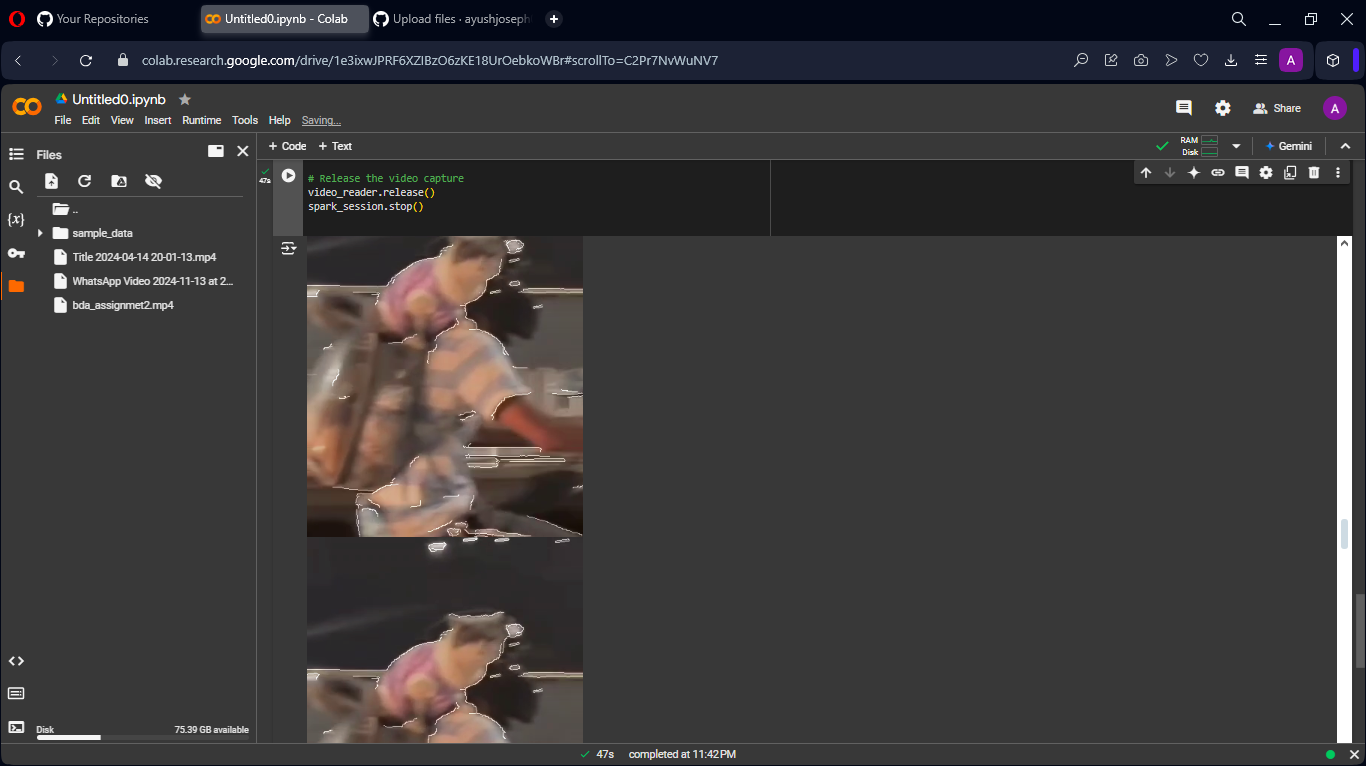 Your Repositories
Untitled0.ipynb - Colab
Upload files · ayushjoseph
colab.research.google.com/drive/1e3ixwJPRF6XZIBzO6zKE18UrOebkoWBr#scrollTo=C2Pr7NvWuNV7
A
CO
Untitled0.ipynb
File Edit View Insert Runtime Tools Help Saving...
Share
A
Files
+ Code + Text
RAM
Disk
Gemini
{x}
..
sample_data
Title 2024-04-14 20-01-13.mp4
WhatsApp Video 2024-11-13 at 2...
bda_assignmet2.mp4
47s
# Release the video capture
video_reader.release()
spark_session.stop()
Disk 75.39 GB available
47s completed at 11:42 PM